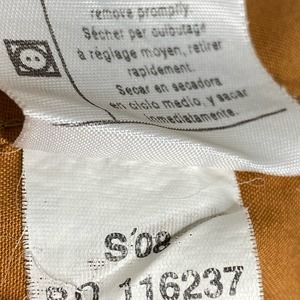 remove promptly
Sécher par culbutage
à réglage moyen, retirer
rapidement.
Secar en secadora
en ciclo medio, y sacar
inmediatamente.
S'08
RO 116237